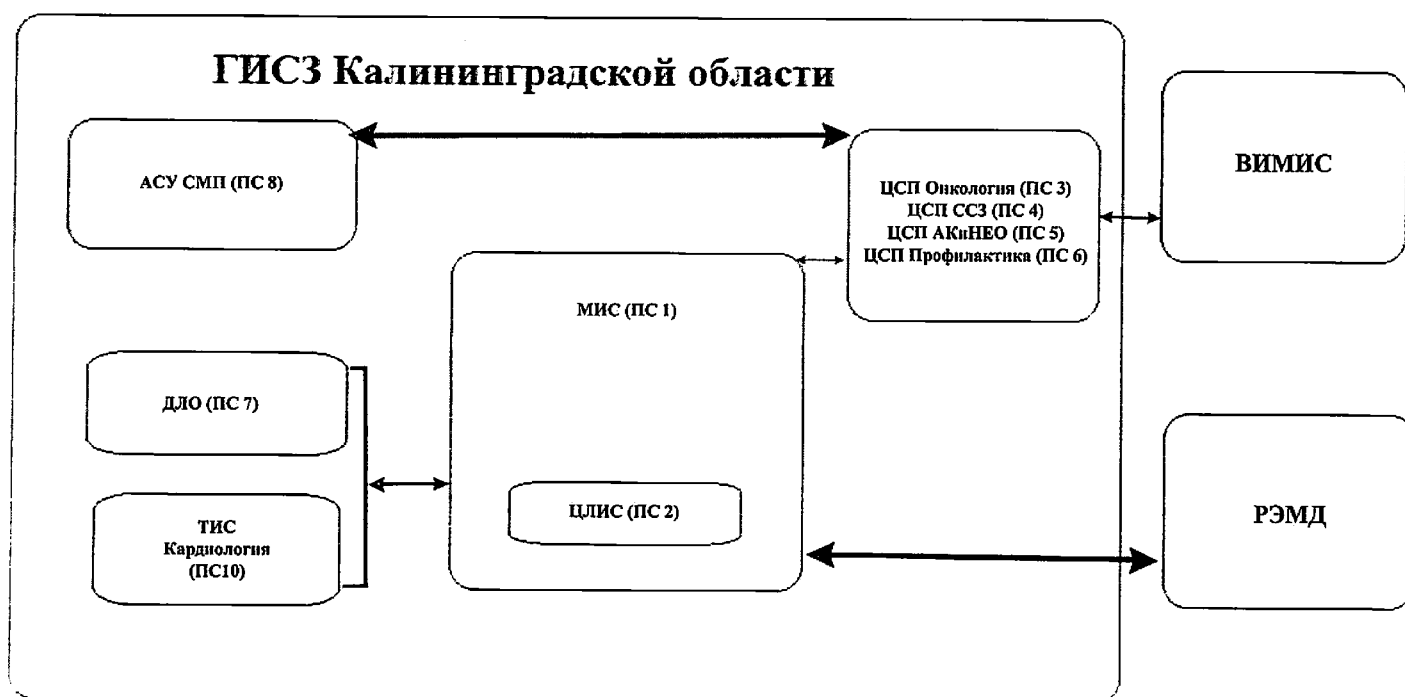 ГИСЗ Калининградской области
АСУ СМП (ПС 8)
ЦСП Онкология (ПС 3)
ЦСП ССЗ (ПС 4)
ЦСП АКиНЕО (ПС 5)
ЦСП Профилактика (ПС 6)
ВИМИС
МИС (ПС 1)
ДЛО (ПС 7)
ЦЛИС (ПС 2)
ТИС
Кардиология
(ПС10)
РЭМД